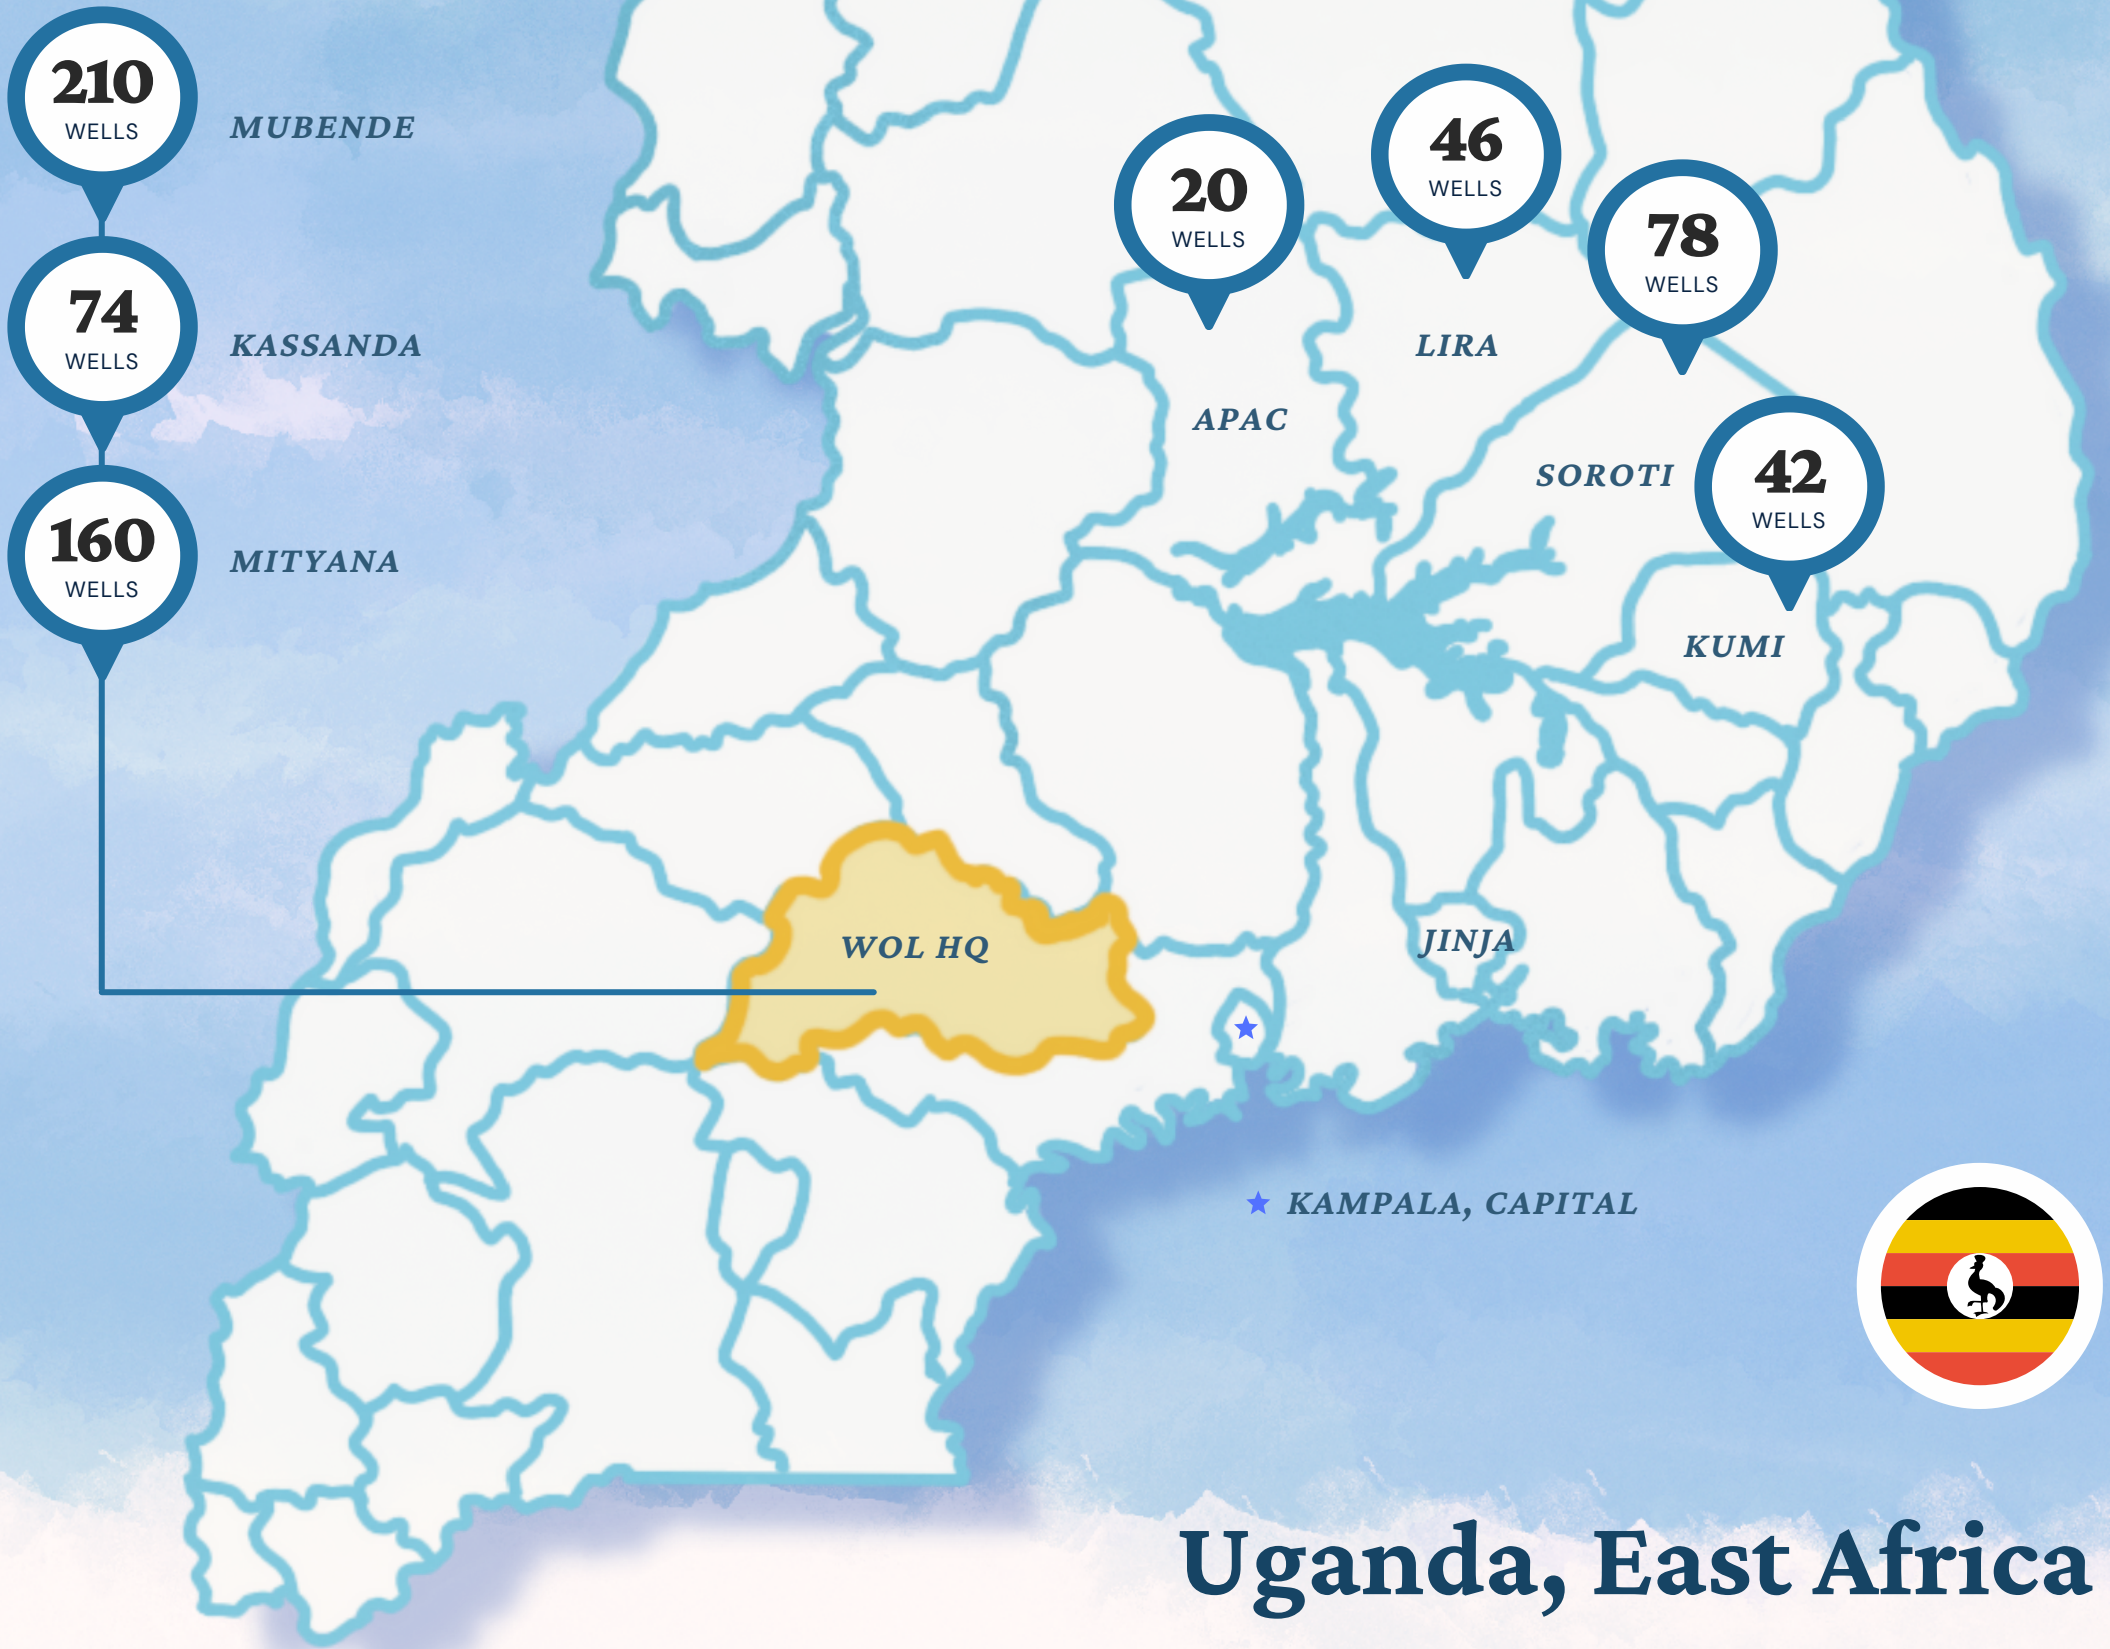 210
WELLS
MUBENDE
74
WELLS
KASSANDA
160
WELLS
MITYANA
20
WELLS
APAC
46
WELLS
LIRA
78
WELLS
SOROTI
42
WELLS
KUMI
WOL HQ
JINJA
KAMPALA, CAPITAL
Uganda, East Africa